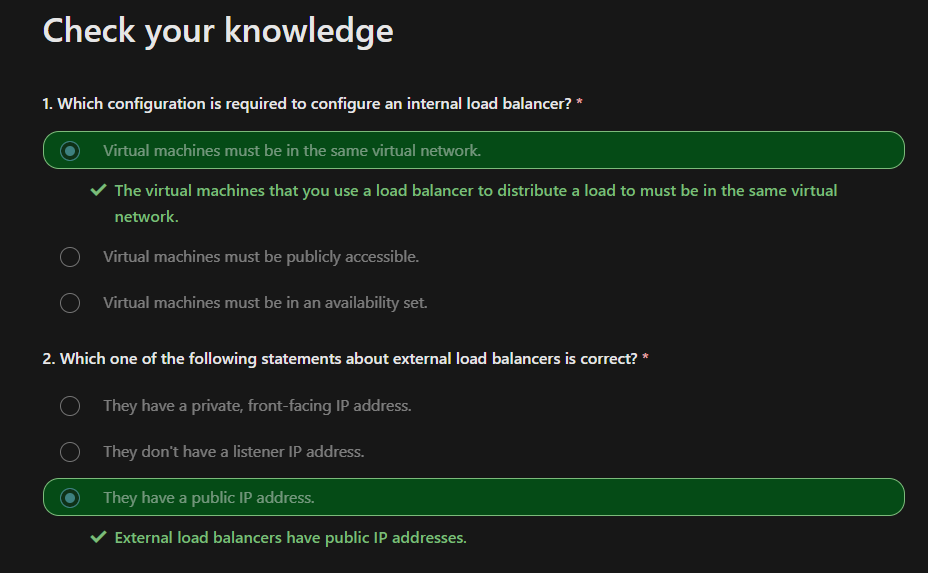 Check your knowledge
1. Which configuration is required to configure an internal load balancer? *
Virtual machines must be in the same virtual network.
The virtual machines that you use a load balancer to distribute a load to must be in the same virtual
network.
Virtual machines must be publicly accessible.
Virtual machines must be in an availability set.
2. Which one of the following statements about external load balancers is correct? *
They have a private, front-facing IP address.
They don't have a listener IP address.
They have a public IP address.
External load balancers have public IP addresses.